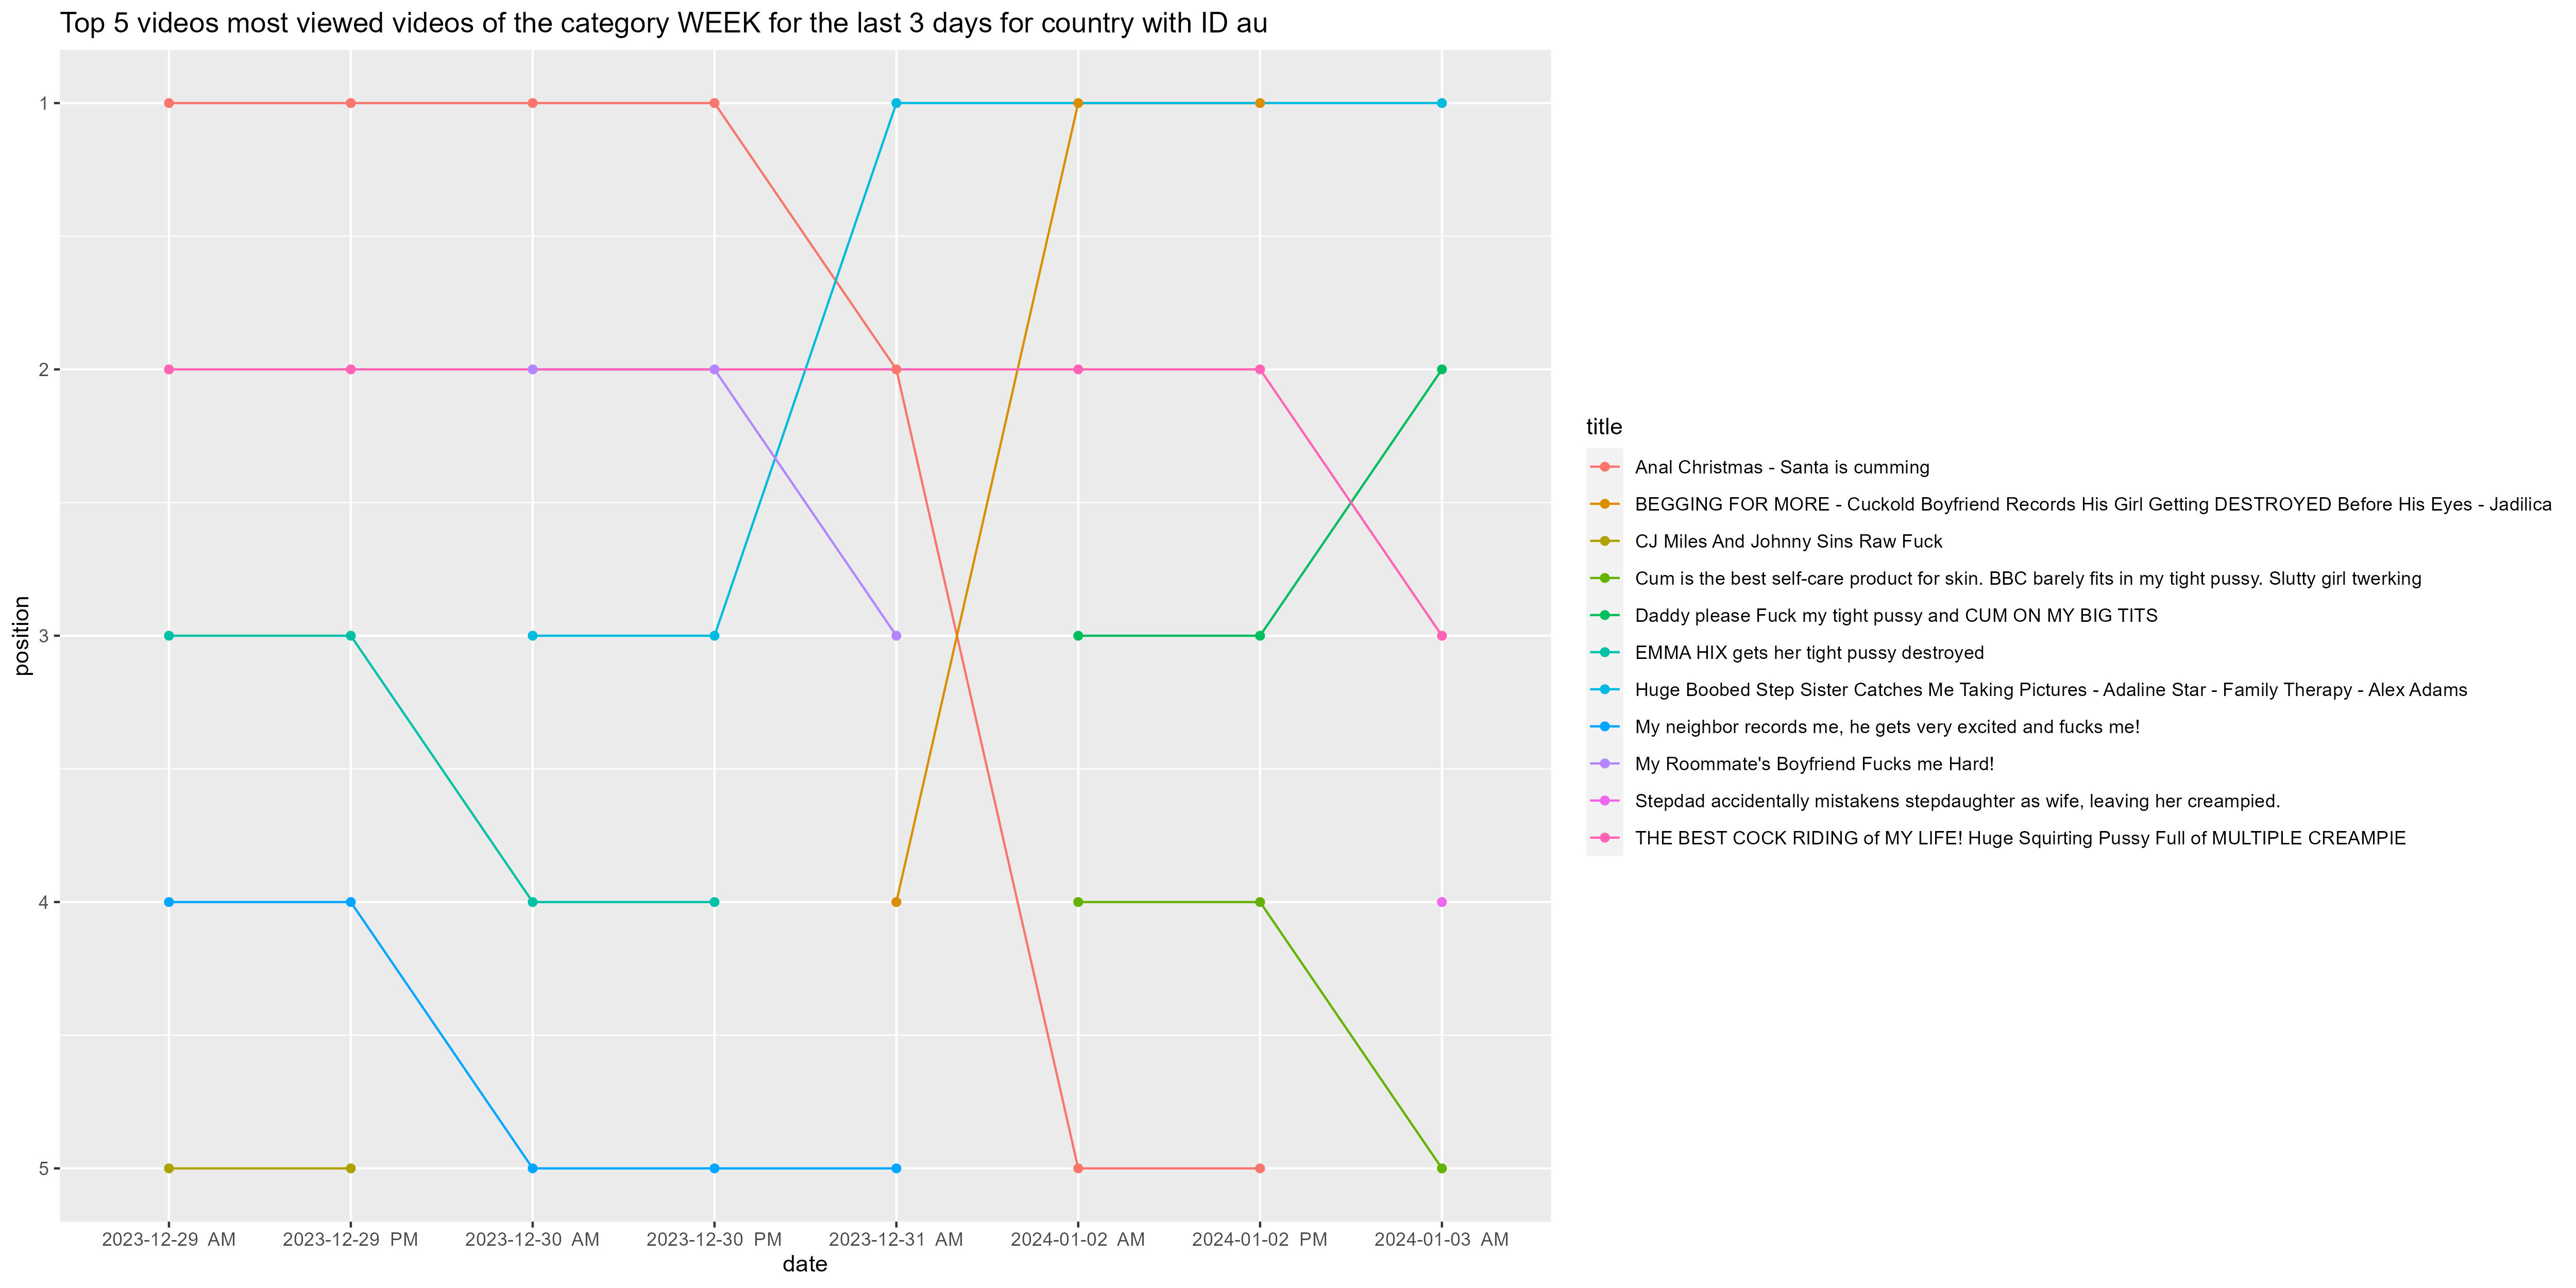 Top 5 videos most viewed videos of the category WEEK for the last 3 days for country with ID au
position
1
2
3
4
5
2023-12-29 AM
2023-12-29 PM
2023-12-30 AM
2023-12-30 PM
2023-12-31 AM
2024-01-02 AM
2024-01-02 PM
2024-01-03 AM
date
title
Anal Christmas - Santa is cumming
BEGGING FOR MORE - Cuckold Boyfriend Records His Girl Getting DESTROYED Before His Eyes - Jadilica
CJ Miles And Johnny Sins Raw Fuck
Cum is the best self-care product for skin. BBC barely fits in my tight pussy. Slutty girl twerking
Daddy please Fuck my tight pussy and CUM ON MY BIG TITS
EMMA HIX gets her tight pussy destroyed
Huge Boobed Step Sister Catches Me Taking Pictures - Adaline Star - Family Therapy - Alex Adams
My neighbor records me, he gets very excited and fucks me!
My Roommate's Boyfriend Fucks me Hard!
Stepdad accidentally mistakens stepdaughter as wife, leaving her creampied.
THE BEST COCK RIDING of MY LIFE! Huge Squirting Pussy Full of MULTIPLE CREAMPIE